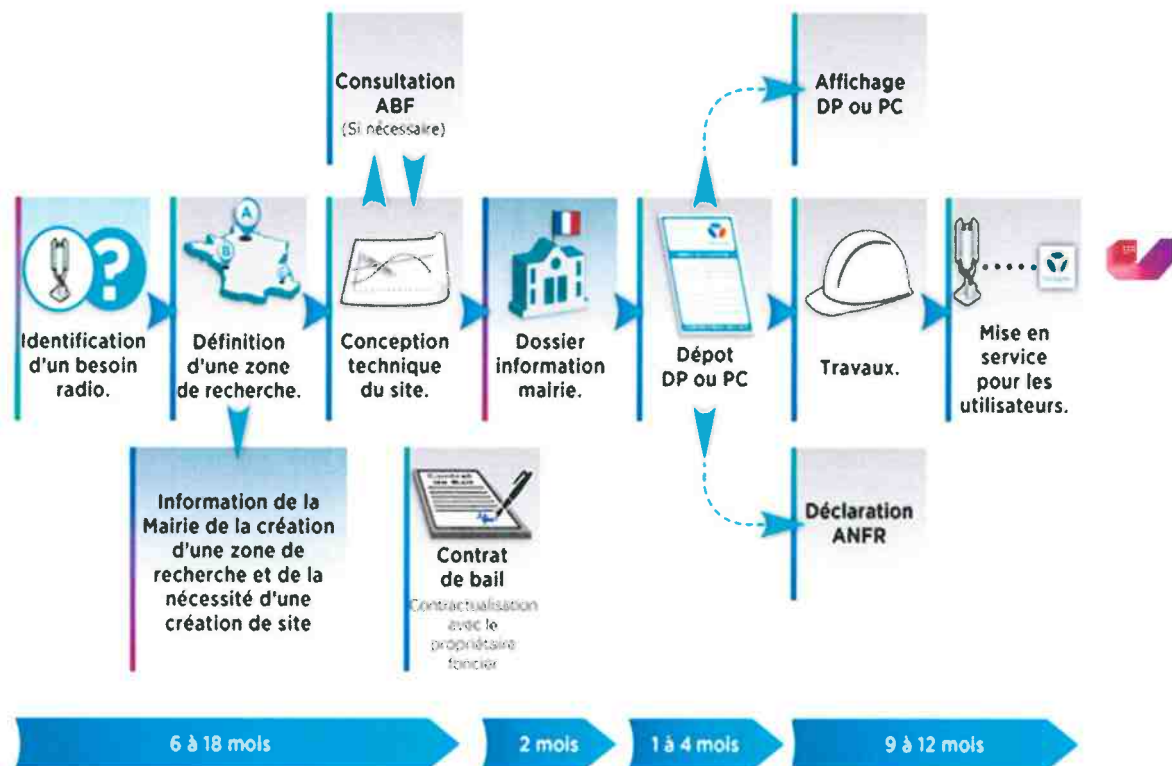 Consultation
ABF
(Si nécessaire)
Affichage
DP ou PC
A
B
Identification
d'un besoin
radio.
Définition
d'une zone
de recherche.
Conception
technique
du site.
Dossier
information
mairie.
Dépot
DP ou PC
Travaux.
Mise en
service
pour les
utilisateurs.
Information de la
Mairie de la création
d'une zone de
recherche et de la
nécessité d'une
création de site
Contrat
de Bail
Contrat
de bail
Contractualisation
avec le
propriétaire
foncier
Déclaration
ANFR
6 à 18 mois
2 mois
1 à 4 mois
9 à 12 mois